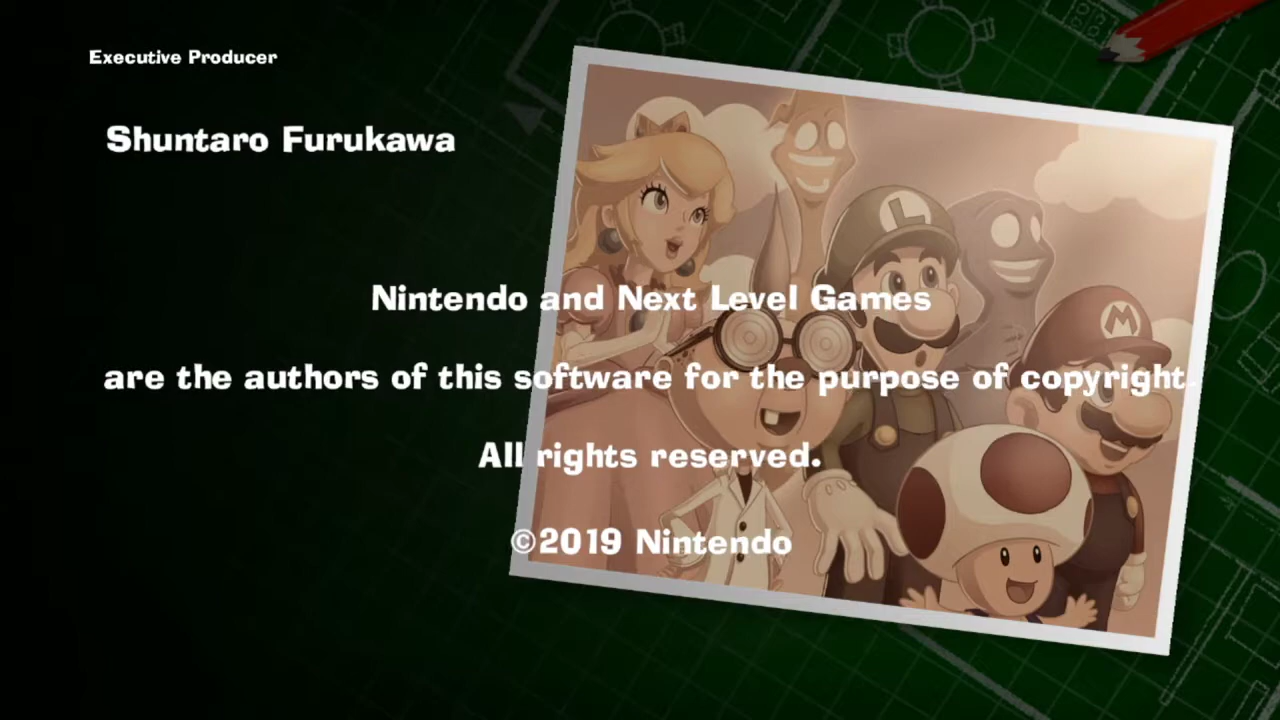 Executive Producer
Shuntaro Furukawa
Nintendo and Next Level Games
are the authors of this software for the purpose of copyright.
All rights reserved.
©2019 Nintendo
L
M